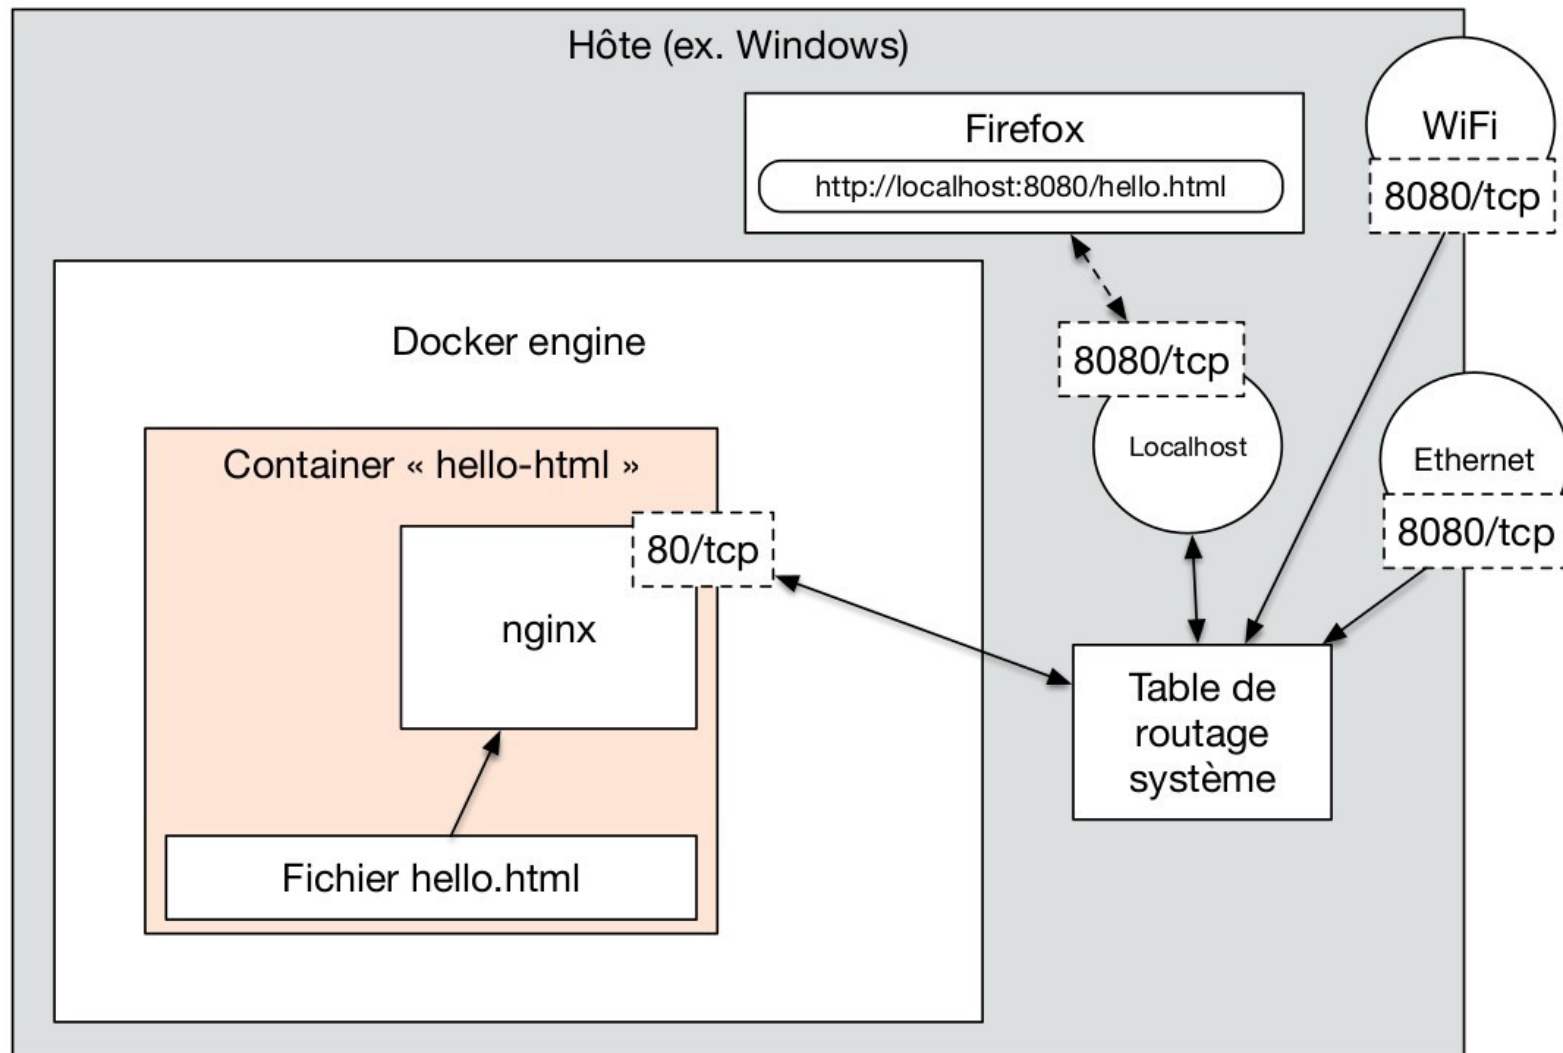 Hôte (ex. Windows)
Firefox
http://localhost:8080/hello.html
WiFi
8080/tcp
Docker engine
8080/tcp
Localhost
Ethernet
8080/tcp
Container « hello-html »
80/tcp
nginx
Table de
routage
système
Fichier hello.html